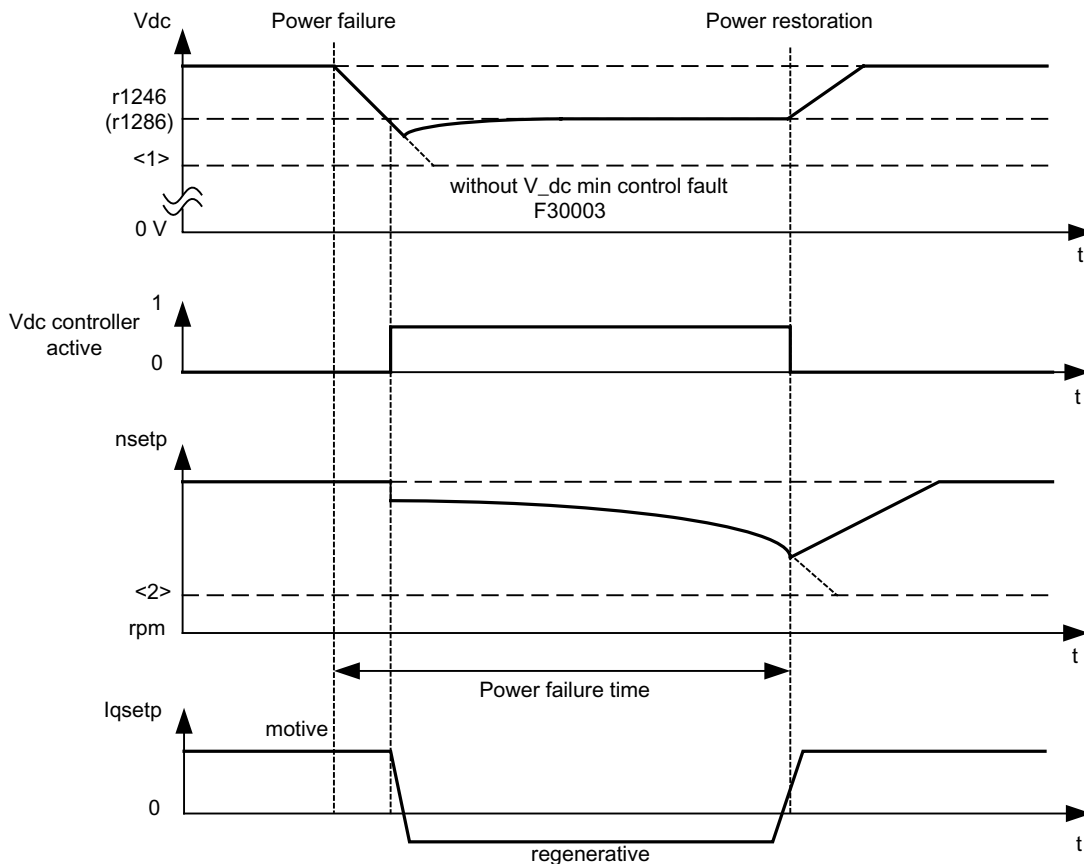 Vdc
Power failure
Power restoration
r1246
(r1286)
<1>
without V_dc min control fault
F30003
0 V
t
1
Vdc controller
active
0
t
nsetp
<2>
rpm
t
Power failure time
Iqsetp
motive
0
t
regenerative